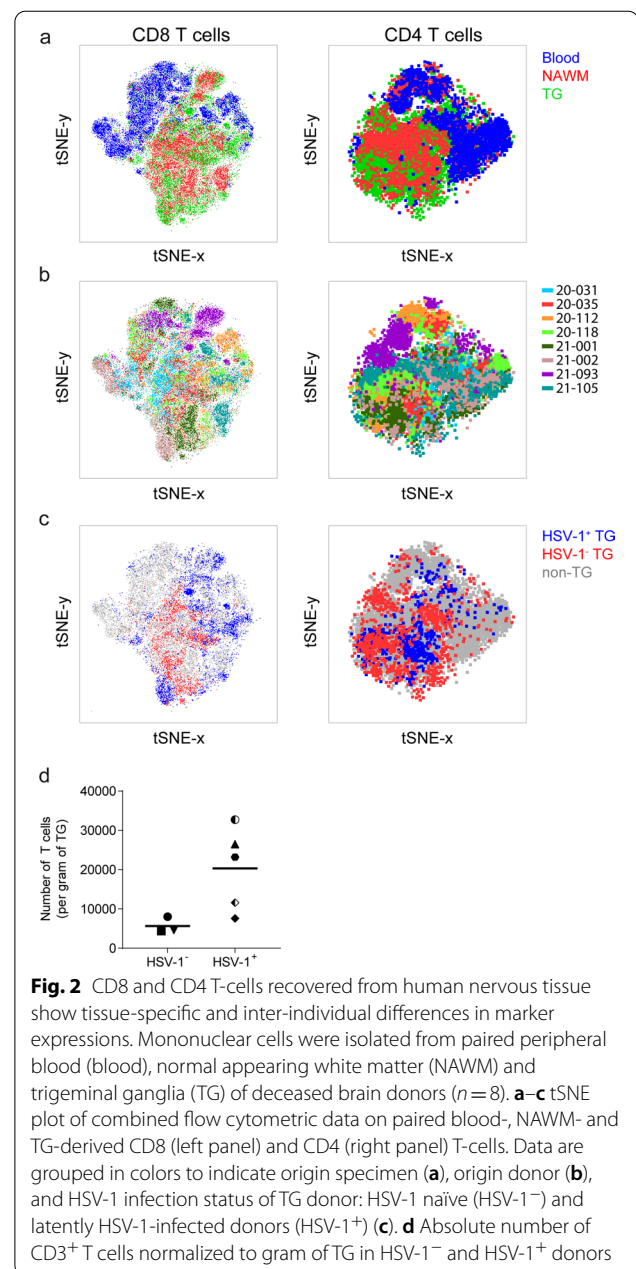 a
CD8 T cells
CD4 T cells
Blood
NAWM
TG
tSNE-y
tSNE-y
tSNE-x
tSNE-x
b
20-031
20-035
20-112
20-118
21-001
21-002
21-093
21-105
tSNE-y
tSNE-y
tSNE-x
tSNE-x
c
HSV-1⁺ TG
HSV-1⁻ TG
non-TG
tSNE-y
tSNE-y
tSNE-x
tSNE-x
d
Number of T cells
(per gram of TG)
40000
30000
20000
10000
0
HSV-1⁻
HSV-1⁺
Fig. 2 CD8 and CD4 T-cells recovered from human nervous tissue
show tissue-specific and inter-individual differences in marker
expressions. Mononuclear cells were isolated from paired peripheral
blood (blood), normal appearing white matter (NAWM) and
trigeminal ganglia (TG) of deceased brain donors (n = 8). a–c tSNE
plot of combined flow cytometric data on paired blood-, NAWM- and
TG-derived CD8 (left panel) and CD4 (right panel) T-cells. Data are
grouped in colors to indicate origin specimen (a), origin donor (b),
and HSV-1 infection status of TG donor: HSV-1 naïve (HSV-1⁻) and
latently HSV-1-infected donors (HSV-1⁺) (c). d Absolute number of
CD3⁺ T cells normalized to gram of TG in HSV-1⁻ and HSV-1⁺ donors